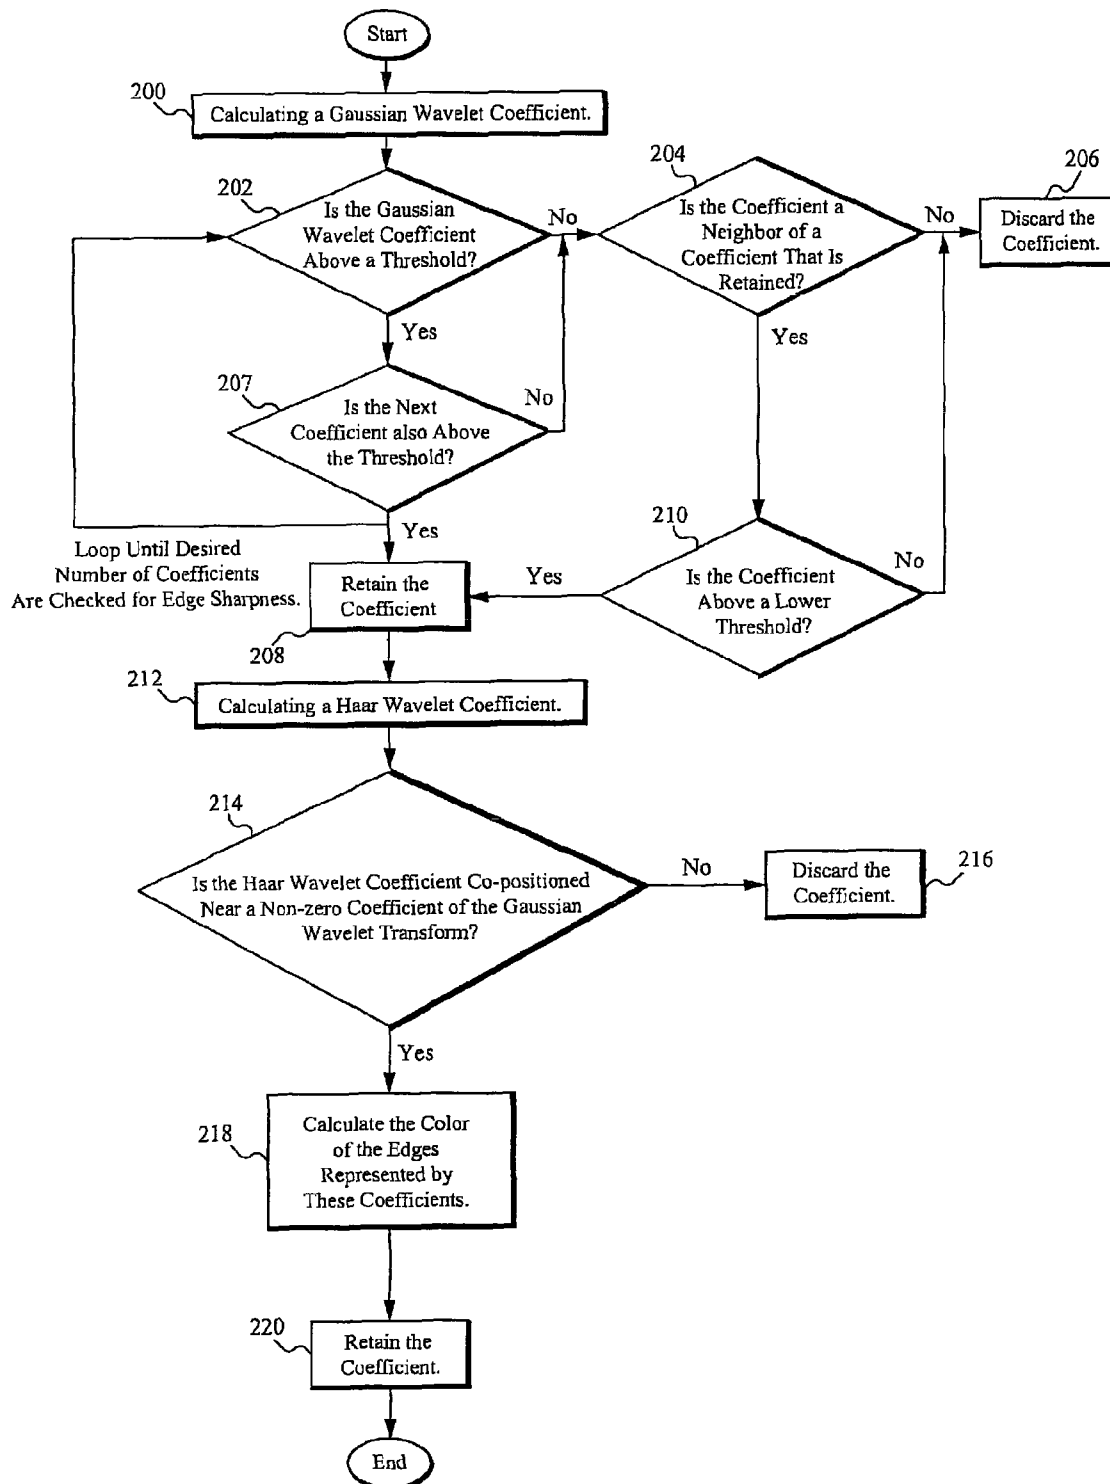 Start
200
Calculating a Gaussian Wavelet Coefficient.
202
Is the Gaussian
Wavelet Coefficient
Above a Threshold?
No
204
Is the Coefficient a
Neighbor of a
Coefficient That Is
Retained?
No
206
Discard the
Coefficient.
Yes
Yes
207
Is the Next
Coefficient also Above
the Threshold?
No
Yes
Loop Until Desired
Number of Coefficients
Are Checked for Edge Sharpness.
210
Is the Coefficient
Above a Lower
Threshold?
No
Yes
Retain the
Coefficient
208
212
Calculating a Haar Wavelet Coefficient.
214
Is the Haar Wavelet Coefficient Co-positioned
Near a Non-zero Coefficient of the Gaussian
Wavelet Transform?
No
Discard the
Coefficient.
216
Yes
218
Calculate the Color
of the Edges
Represented by
These Coefficients.
220
Retain the
Coefficient.
End